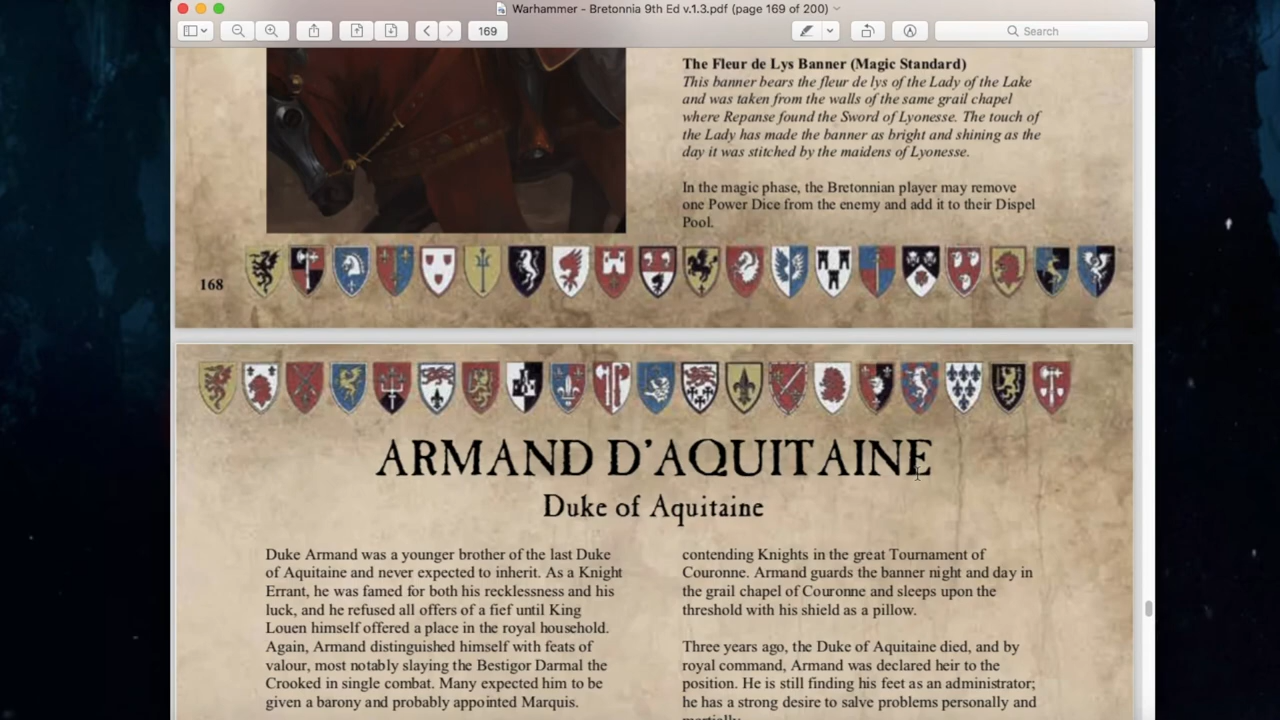 Warhammer - Bretonnia 9th Ed v.1.3.pdf (page 169 of 200)
169
Search
The Fleur de Lys Banner (Magic Standard)
This banner bears the fleur de lys of the Lady of the Lake
and was taken from the walls of the same grail chapel
where Repanse found the Sword of Lyonesse. The touch of
the Lady has made the banner as bright and shining as the
day it was stitched by the maidens of Lyonesse.
In the magic phase, the Bretonnian player may remove
one Power Dice from the enemy and add it to their Dispel
Pool.
168
ARMAND D'AQUITAINE
Duke of Aquitaine
Duke Armand was a younger brother of the last Duke
of Aquitaine and never expected to inherit. As a Knight
Errant, he was famed for both his recklessness and his
luck, and he refused all offers of a fief until King
Louen himself offered a place in the royal household.
Again, Armand distinguished himself with feats of
valour, most notably slaying the Bestigor Darmal the
Crooked in single combat. Many expected him to be
given a barony and probably appointed Marquis.
contending Knights in the great Tournament of
Couronne. Armand guards the banner night and day in
the grail chapel of Couronne and sleeps upon the
threshold with his shield as a pillow.
Three years ago, the Duke of Aquitaine died, and by
royal command, Armand was declared heir to the
position. He is still finding his feet as an administrator;
he has a strong desire to salve problems personally and